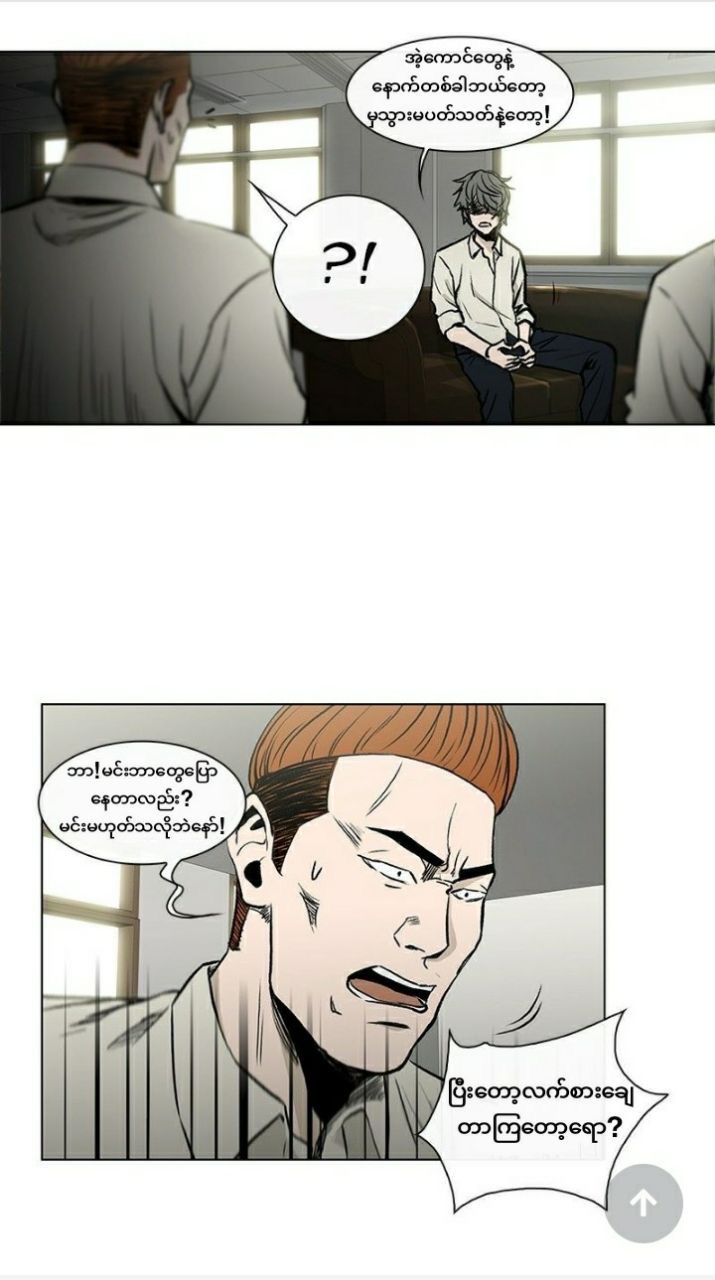 အဲ့ကောင်တွေနဲ့
နောက်တစ်ခါဘယ်တော့
မှသွားမပတ်သတ်နဲ့တော့!
?!
ဘာ!မင်းဘာတွေပြော
နေတာလည်း?
မင်းမဟုတ်သလိုဘဲနော်!
ပြီးတော့လက်စားချေ
တာကြတော့ရော?